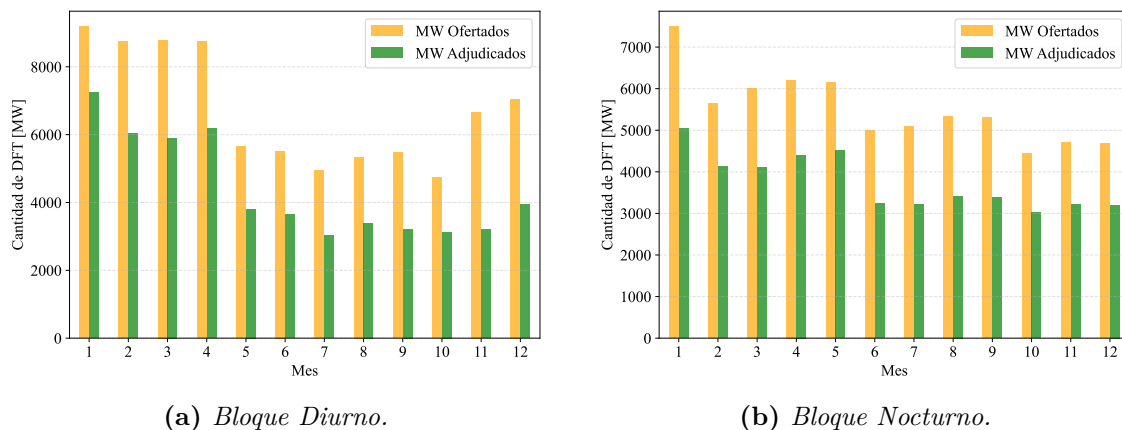 MW Ofertados
MW Adjudicados
Cantidad de DFT [MW]
8000
6000
4000
2000
0
1 2 3 4 5 6 7 8 9 10 11 12
Mes
(a) Bloque Diurno.
MW Ofertados
MW Adjudicados
Cantidad de DFT [MW]
7000
6000
5000
4000
3000
2000
1000
0
1 2 3 4 5 6 7 8 9 10 11 12
Mes
(b) Bloque Nocturno.